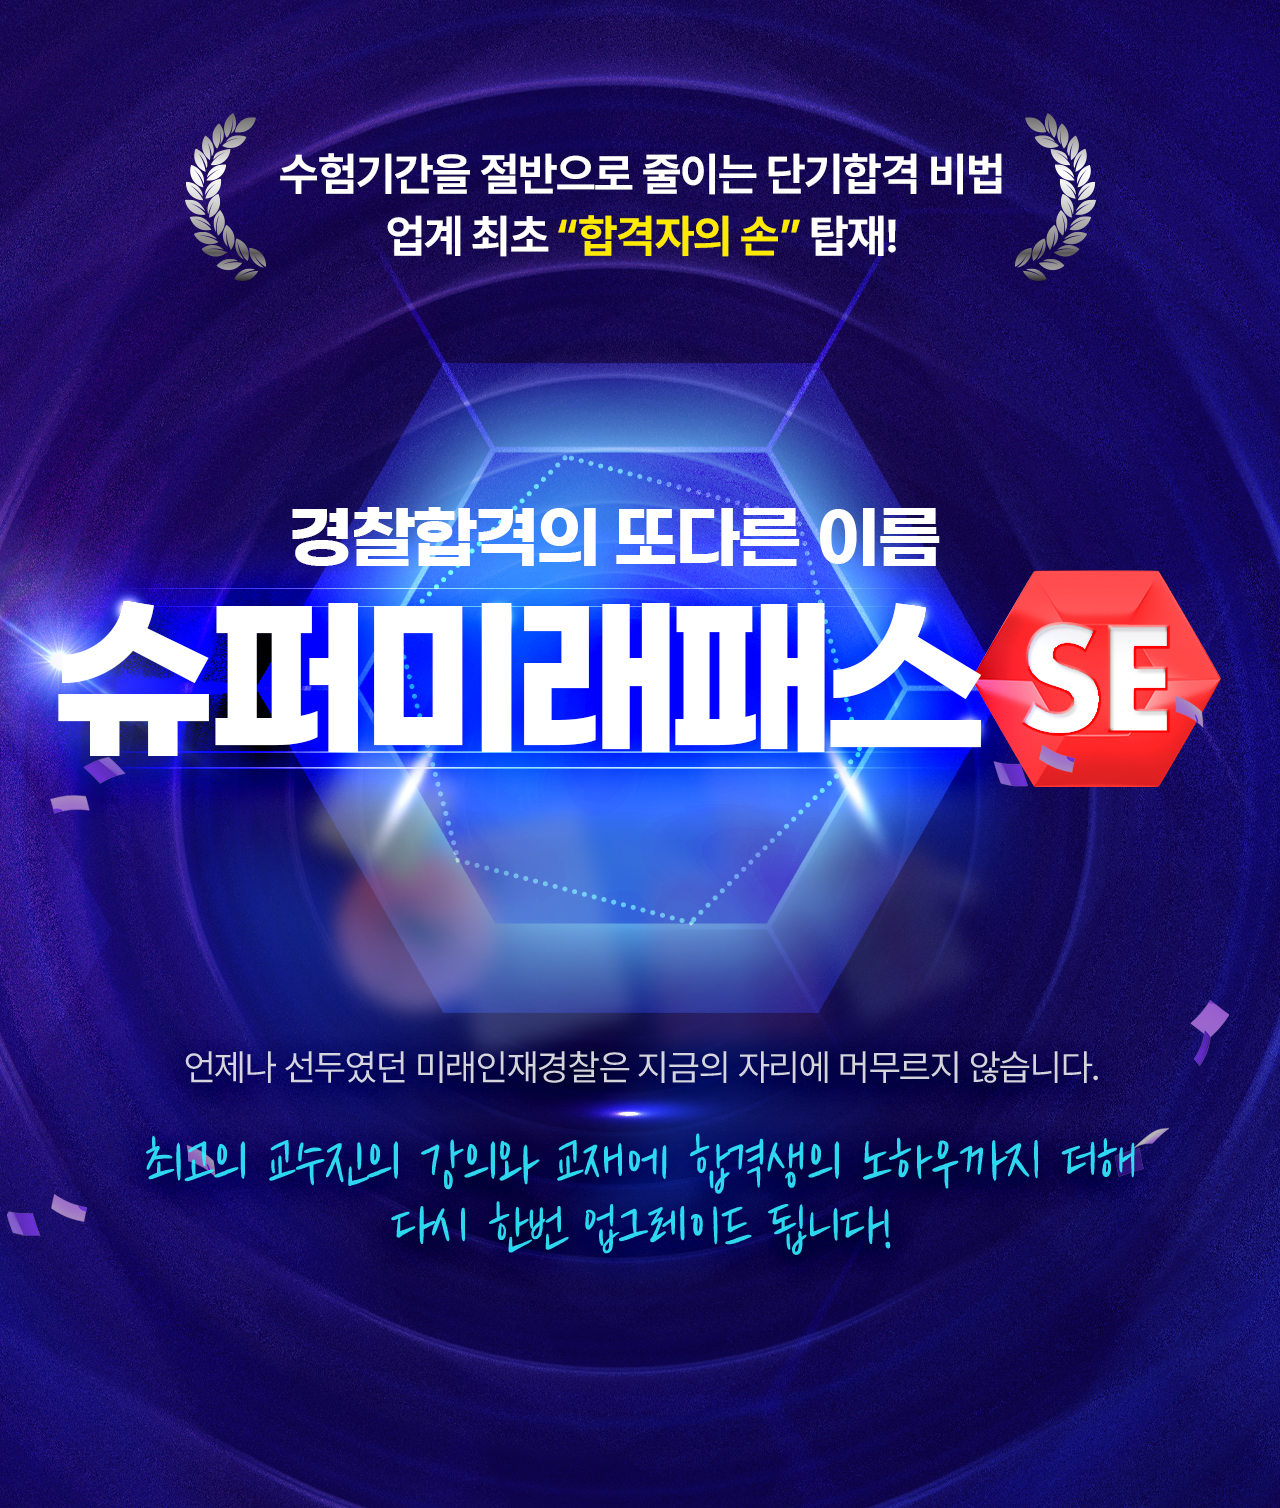 수험기간을 절반으로 줄이는 단기합격 비법
업계 최초 “합격자의 손” 탑재!
경찰합격의 또다른 이름
슈퍼미래패스 SE
언제나 선두였던 미래인재경찰은 지금의 자리에 머무르지 않습니다.
최고의 교수진의 강의와 교재에 합격생의 노하우까지 더해
다시 한번 업그레이드 됩니다!